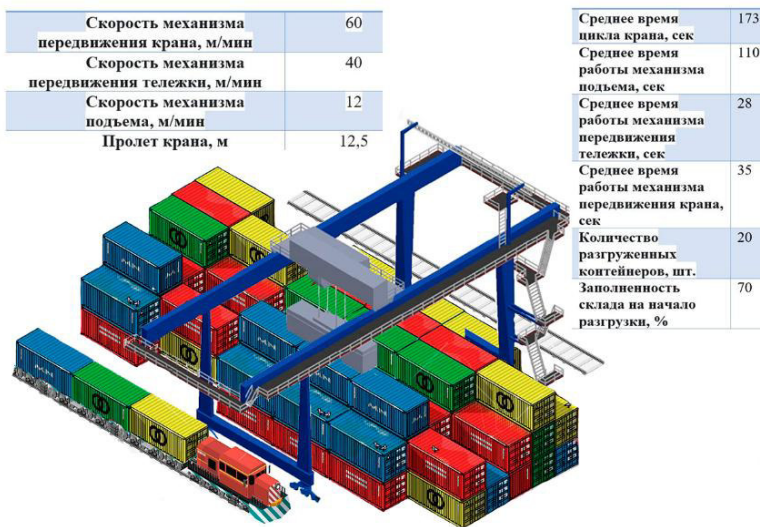 Скорость механизма
передвижения крана, м/мин
60
Скорость механизма
передвижения тележки, м/мин
40
Скорость механизма
подъема, м/мин
12
Пролет крана, м
12,5
Среднее время
цикла крана, сек
173
Среднее время
работы механизма
подъема, сек
110
Среднее время
работы механизма
передвижения
тележки, сек
28
Среднее время
работы механизма
передвижения крана,
сек
35
Количество
разгруженных
контейнеров, шт.
20
Заполненность
склада на начало
разгрузки, %
70